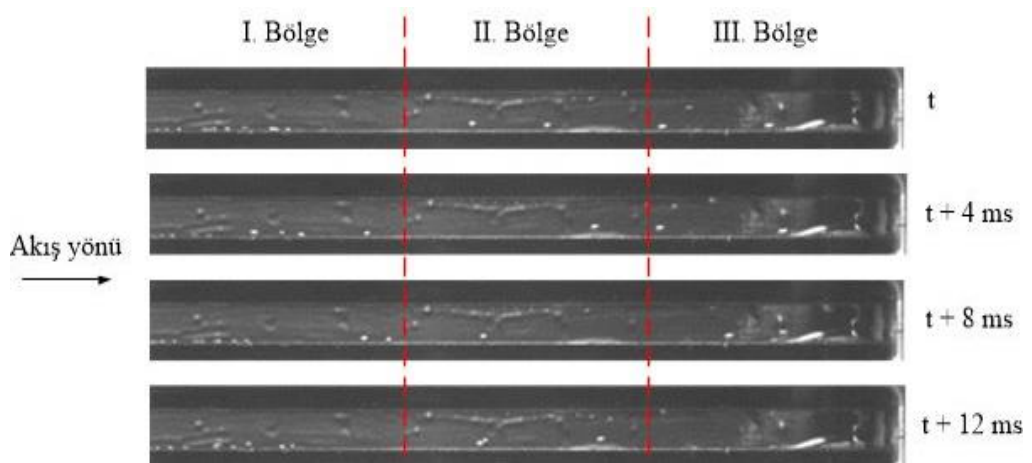 I. Bölge
II. Bölge
III. Bölge
t
t + 4 ms
Akış yönü
t + 8 ms
t + 12 ms